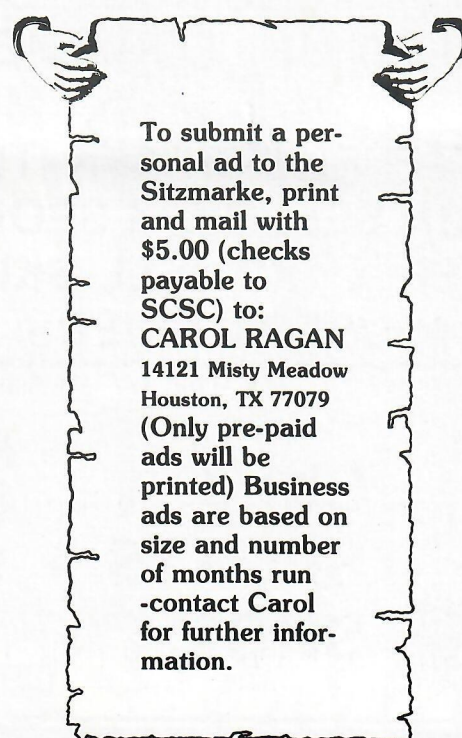 To submit a per-
sonal ad to the
Sitzmarke, print
and mail with
$5.00 (checks
payable to
SCSC) to:
CAROL RAGAN
14121 Misty Meadow
Houston, TX 77079
(Only pre-paid
ads will be
printed) Business
ads are based on
size and number
of months run
-contact Carol
for further infor-
mation.